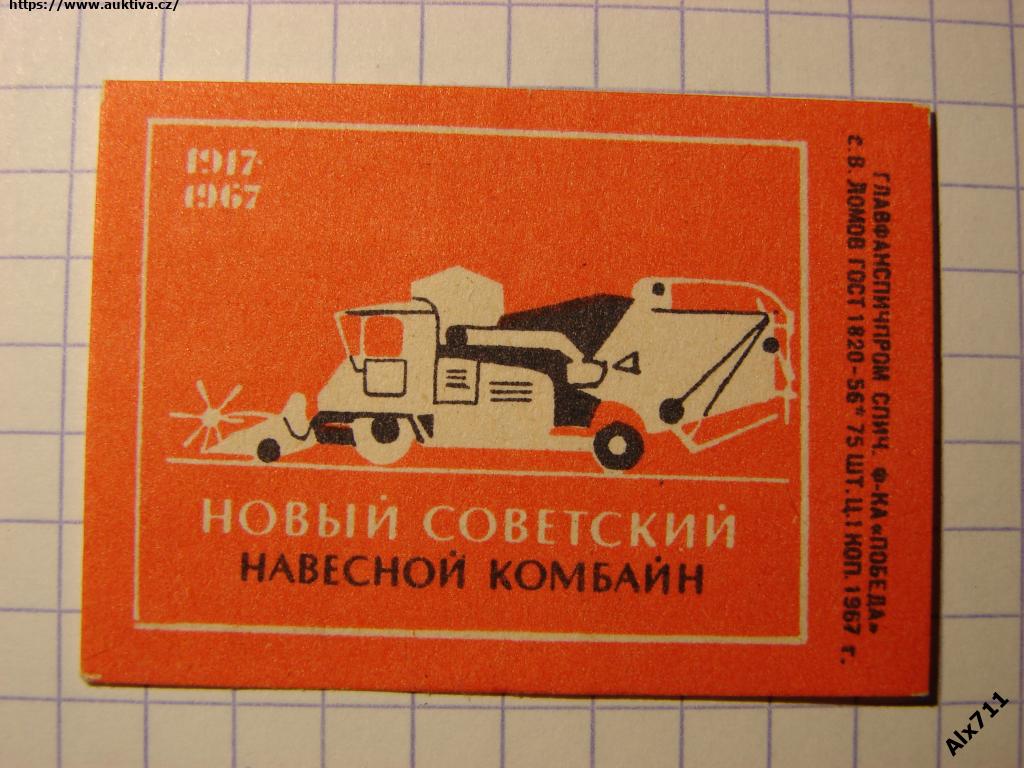 https://www.auktiva.cz/
1917-
1967
НОВЫЙ СОВЕТСКИЙ
НАВЕСНОЙ КОМБАЙН
ГЛАВФАНСПИЧПРОМ СПИЧ. Ф-КА «ПОБЕДА»
с. В. ЛОМОВ ГОСТ 1820-56* 75 ШТ. Ц. 1 КОП. 1967 г.
Alx711